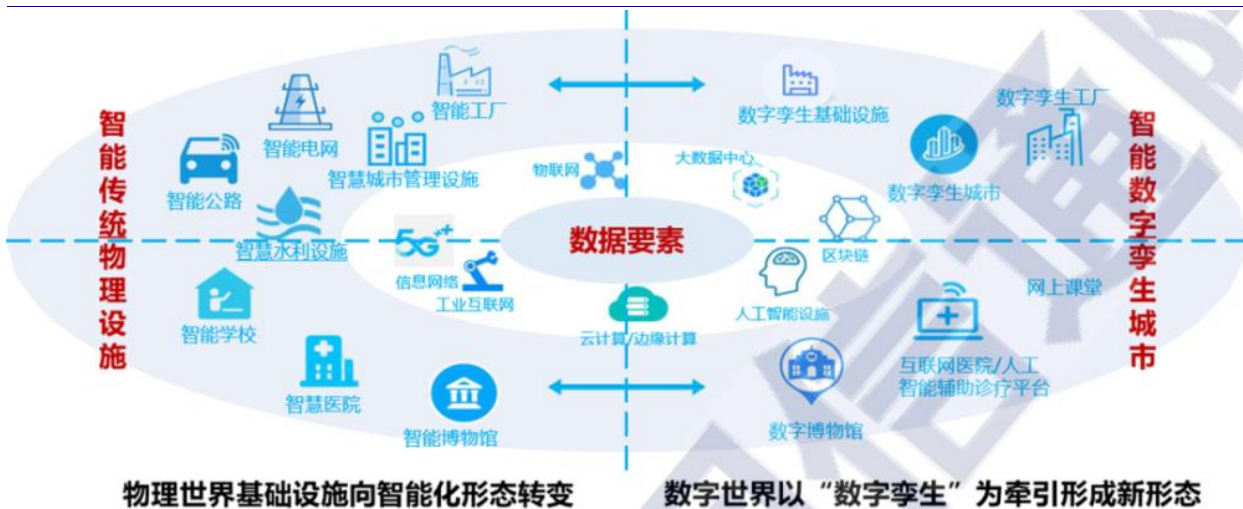 智能传统物理设施
智能工厂
智能电网
智慧城市管理设施
智能公路
智慧水利设施
智能学校
智慧医院
智能博物馆
物联网
大数据中心
数据要素
5G++
信息网络
工业互联网
云计算/边缘计算
人工智能设施
区块链
数字孪生基础设施
数字孪生工厂
数字孪生城市
网上课堂
互联网医院/人工
智能辅助诊疗平台
数字博物馆
智能数字孪生城市
物理世界基础设施向智能化形态转变
数字世界以“数字孪生”为牵引形成新形态